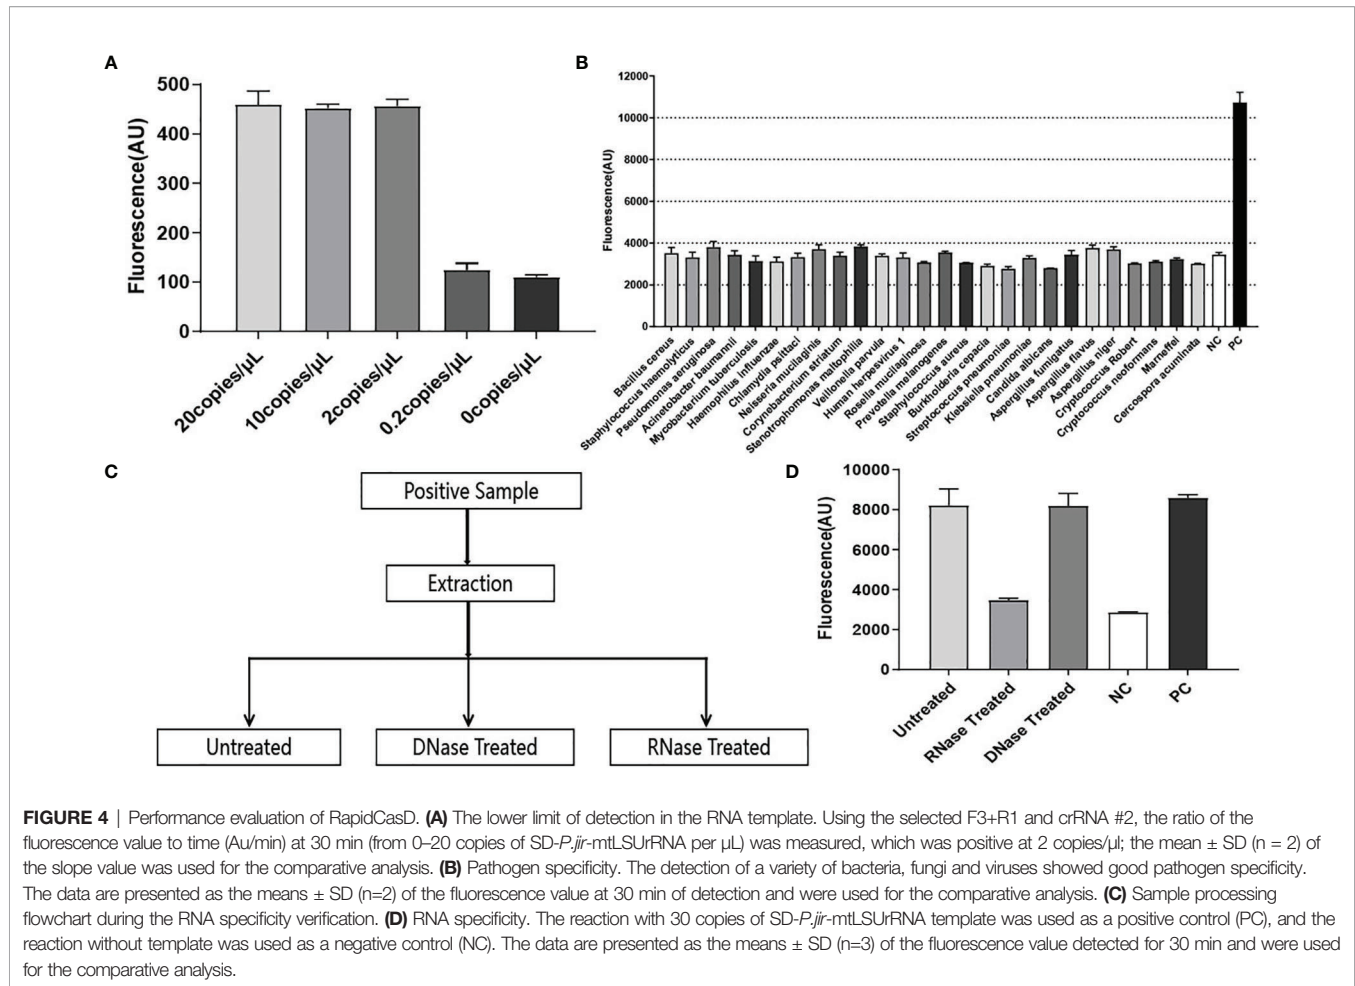 A
Fluorescence(AU)
500
400
300
200
100
0
20copies/µL
10copies/µL
2copies/µL
0.2copies/µL
0copies/µL
B
Fluorescence(AU)
12000
10000
8000
6000
4000
2000
0
Bacillus cereus
Staphylococcus haemolyticus
Pseudomonas aeruginosa
Acinetobacter baumannii
Mycobacterium tuberculosis
Haemophilus influenzae
Chlamydia psittaci
Neisseria mucilaginis
Corynebacterium striatum
Stenotrophomonas maltophilia
Veillonella parvula
Human herpesvirus 1
Rosella mucilaginosa
Prevotella melanogenes
Staphylococcus aureus
Burkholderia cepacia
Streptococcus pneumoniae
Klebsiella pneumoniae
Candida albicans
Aspergillus fumigatus
Aspergillus flavus
Aspergillus niger
Cryptococcus Robert
Cryptococcus neoformans
Marneffei
Cercospora acuminata
NC
PC
C
Positive Sample
Extraction
Untreated
DNase Treated
RNase Treated
D
Fluorescence(AU)
10000
8000
6000
4000
2000
0
Untreated
RNase Treated
DNase Treated
NC
PC
FIGURE 4 | Performance evaluation of RapidCasD. (A) The lower limit of detection in the RNA template. Using the selected F3+R1 and crRNA #2, the ratio of the
fluorescence value to time (Au/min) at 30 min (from 0–20 copies of SD-P.jir-mtLSUrRNA per µL) was measured, which was positive at 2 copies/µl; the mean ± SD (n = 2) of
the slope value was used for the comparative analysis. (B) Pathogen specificity. The detection of a variety of bacteria, fungi and viruses showed good pathogen specificity.
The data are presented as the means ± SD (n=2) of the fluorescence value at 30 min of detection and were used for the comparative analysis. (C) Sample processing
flowchart during the RNA specificity verification. (D) RNA specificity. The reaction with 30 copies of SD-P.jir-mtLSUrRNA template was used as a positive control (PC), and the
reaction without template was used as a negative control (NC). The data are presented as the means ± SD (n=3) of the fluorescence value detected for 30 min and were used
for the comparative analysis.